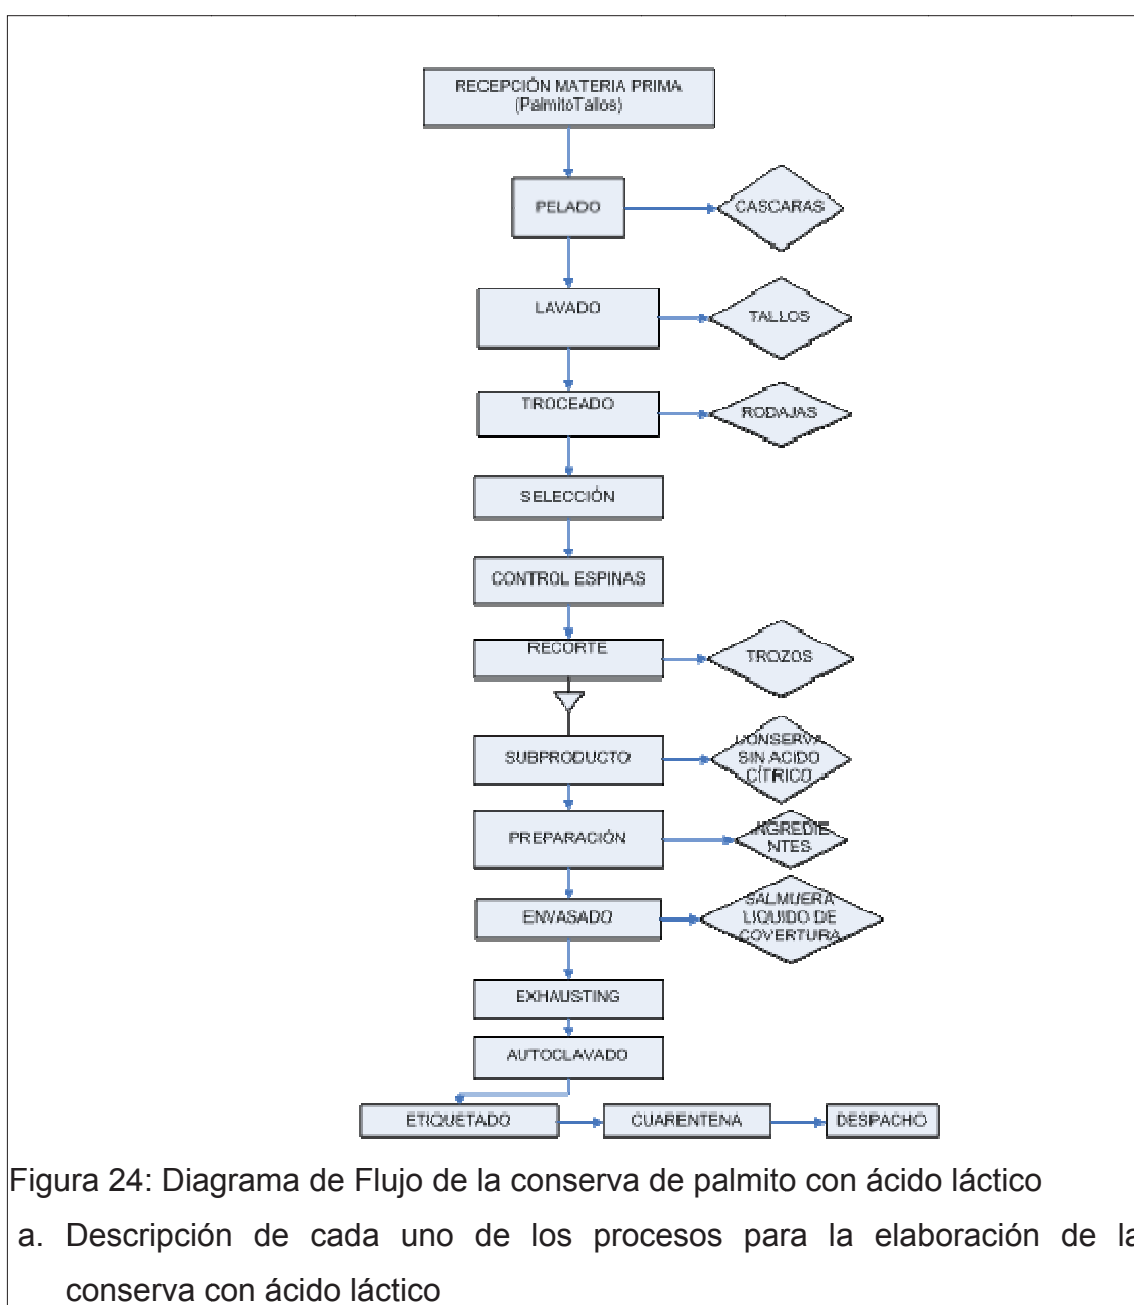 RECEPCIÓN MATERIA PRIMA
(PalmitoTallos)
PELADO
CASCARAS
LAVADO
TALLOS
TROCEADO
RODAJAS
SELECCIÓN
CONTROL ESPINAS
RECORTE
TROZOS
SUBPRODUCTO
CONSERVA
SIN ACIDO
CÍTRICO
PREPARACIÓN
INGREDIE
NTES
ENVASADO
SALMUERA
LIQUIDO DE
COVERTURA
EXHAUSTING
AUTOCLAVADO
ETIQUETADO
CUARENTENA
DESPACHO
Figura 24: Diagrama de Flujo de la conserva de palmito con ácido láctico
a. Descripción de cada uno de los procesos para la elaboración de la
conserva con ácido láctico